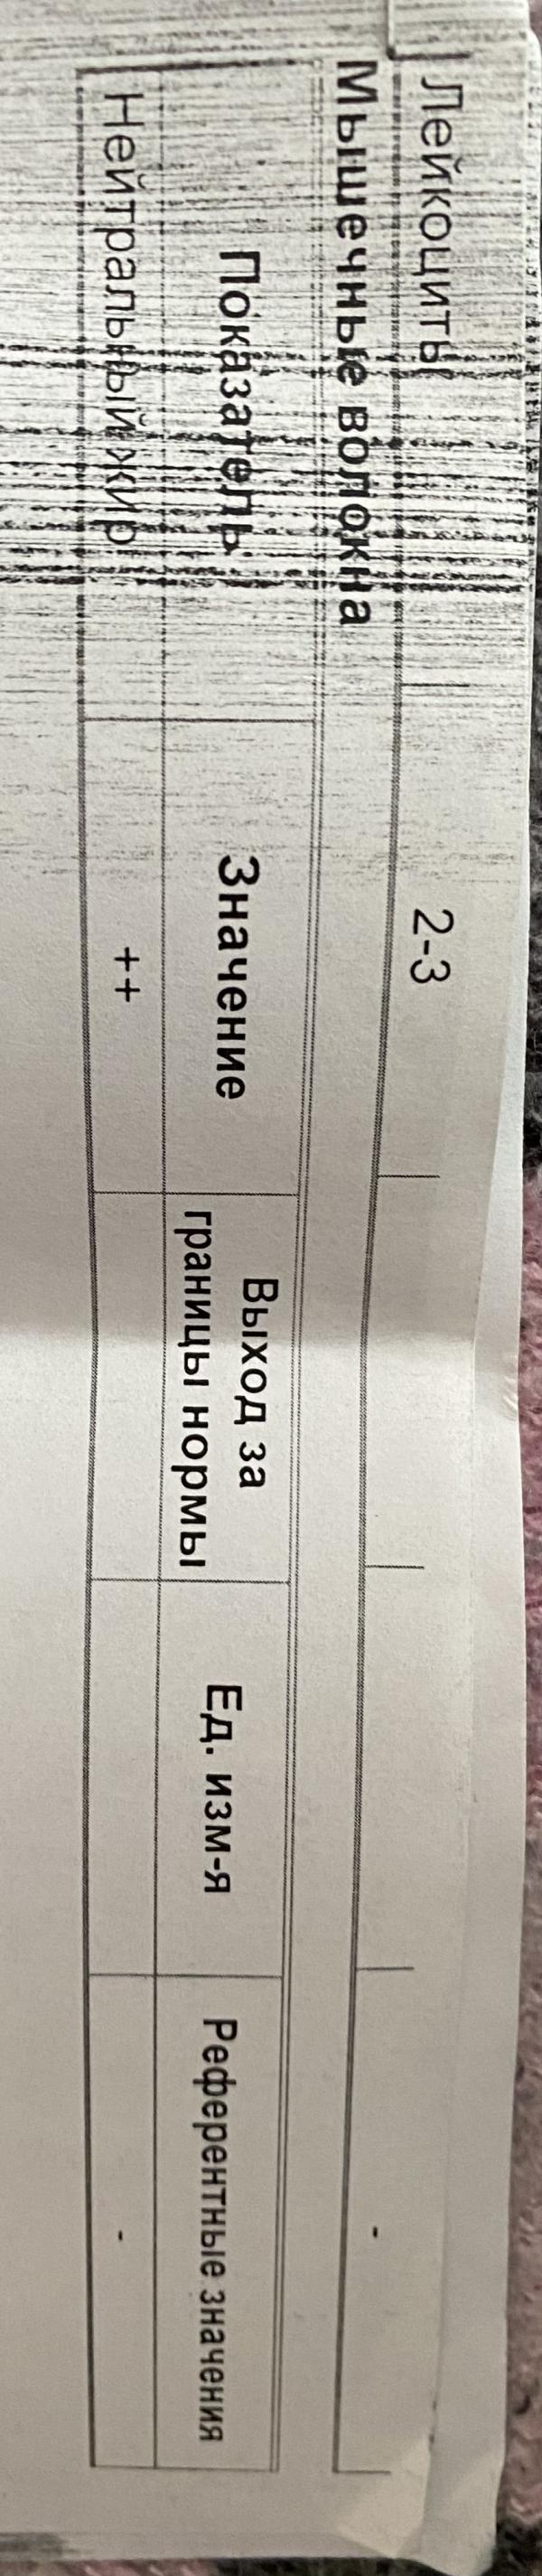 Лейкоциты 2-3 -
Мышечные волокна
Показатель Значение Выход за границы нормы Ед. изм-я Референтные значения
Нейтральный жир ++ -